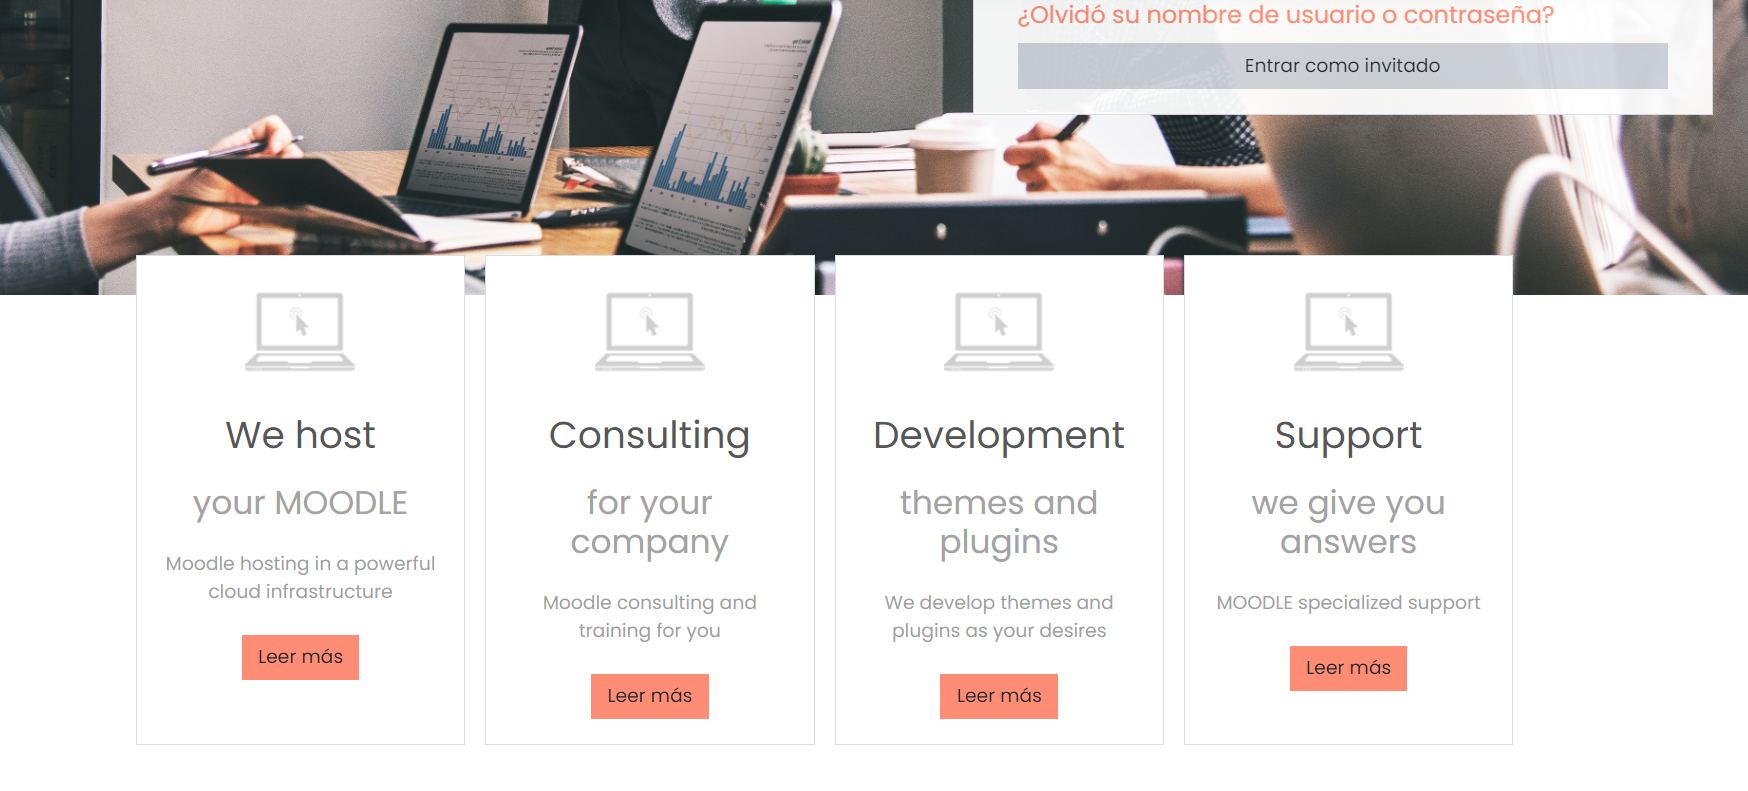 ¿Olvidó su nombre de usuario o contraseña?
Entrar como invitado
We host
your MOODLE
Moodle hosting in a powerful
cloud infrastructure
Leer más
Consulting
for your
company
Moodle consulting and
training for you
Leer más
Development
themes and
plugins
We develop themes and
plugins as your desires
Leer más
Support
we give you
answers
MOODLE specialized support
Leer más